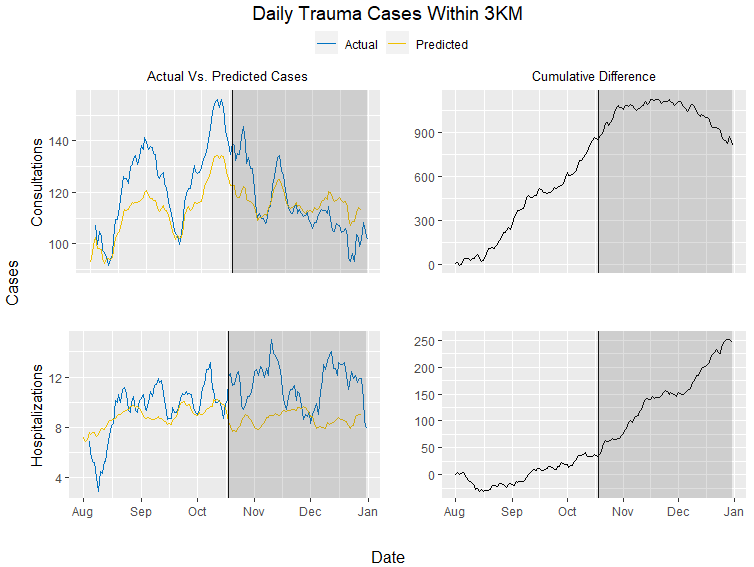 Daily Trauma Cases Within 3KM
Actual Predicted
Actual Vs. Predicted Cases
Cumulative Difference
Cases
Consultations
140
120
100
900
600
300
0
Hospitalizations
12
8
4
250
200
150
100
50
0
Aug Sep Oct Nov Dec Jan
Aug Sep Oct Nov Dec Jan
Date